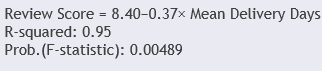 Review Score = 8.40–0.37× Mean Delivery Days
R-squared: 0.95
Prob.(F-statistic): 0.00489